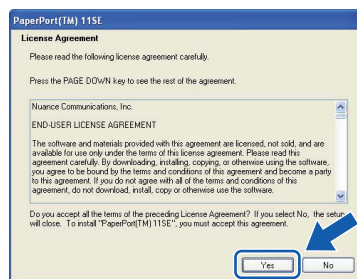 PaperPort(TM) 11SE
License Agreement
Please read the following license agreement carefully.
Press the PAGE DOWN key to see the rest of the agreement.
Nuance Communications, Inc.
END-USER LICENSE AGREEMENT
The software and materials provided with this agreement are licensed, not sold, and are
available for use only under the terms of this license agreement. Please read this
agreement carefully. By downloading, installing, copying, or otherwise using the software,
you agree to be bound by the terms and conditions of this agreement and become a party
to this agreement. If you do not agree with all of the terms and conditions of this
agreement, do not download, install, copy or otherwise use the software.
Do you accept all the terms of the preceding License Agreement? If you select No, the setup
will close. To install "PaperPort(TM) 11SE", you must accept this agreement.
Yes
No